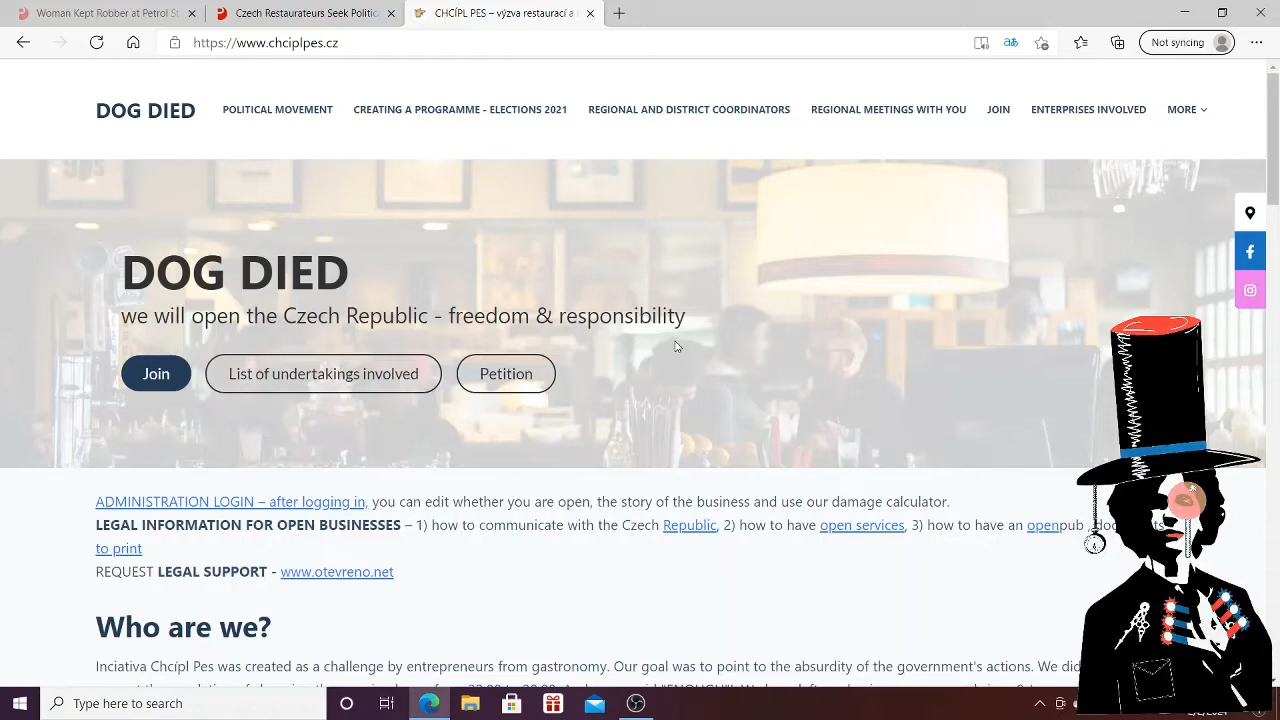 Woman Kept Robber at Petrol St
Czech Restaurateurs Seek Politic
CHCÍPL PES – výzva restaurací a
https://www.chciplpes.cz
Not syncing
DOG DIED
POLITICAL MOVEMENT
CREATING A PROGRAMME - ELECTIONS 2021
REGIONAL AND DISTRICT COORDINATORS
REGIONAL MEETINGS WITH YOU
JOIN
ENTERPRISES INVOLVED
MORE
DOG DIED
we will open the Czech Republic - freedom & responsibility
Join
List of undertakings involved
Petition
ADMINISTRATION LOGIN – after logging in, you can edit whether you are open, the story of the business and use our damage calculator.
LEGAL INFORMATION FOR OPEN BUSINESSES – 1) how to communicate with the Czech Republic, 2) how to have open services, 3) how to have an openpub
to print
REQUEST LEGAL SUPPORT - www.otevreno.net
Who are we?
Inciativa Chcípl Pes was created as a challenge by entrepreneurs from gastronomy. Our goal was to point to the absurdity of the government's actions. We did
Type here to search